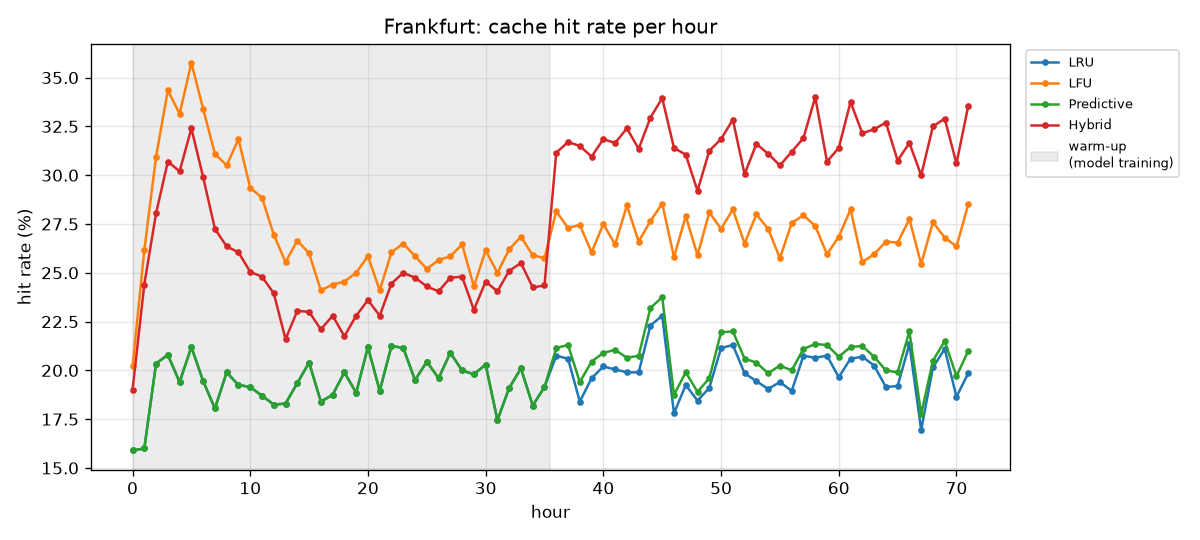 Frankfurt: cache hit rate per hour
hit rate (%)
35.0
32.5
30.0
27.5
25.0
22.5
20.0
17.5
15.0
0 10 20 30 40 50 60 70
hour
LRU
LFU
Predictive
Hybrid
warm-up
(model training)